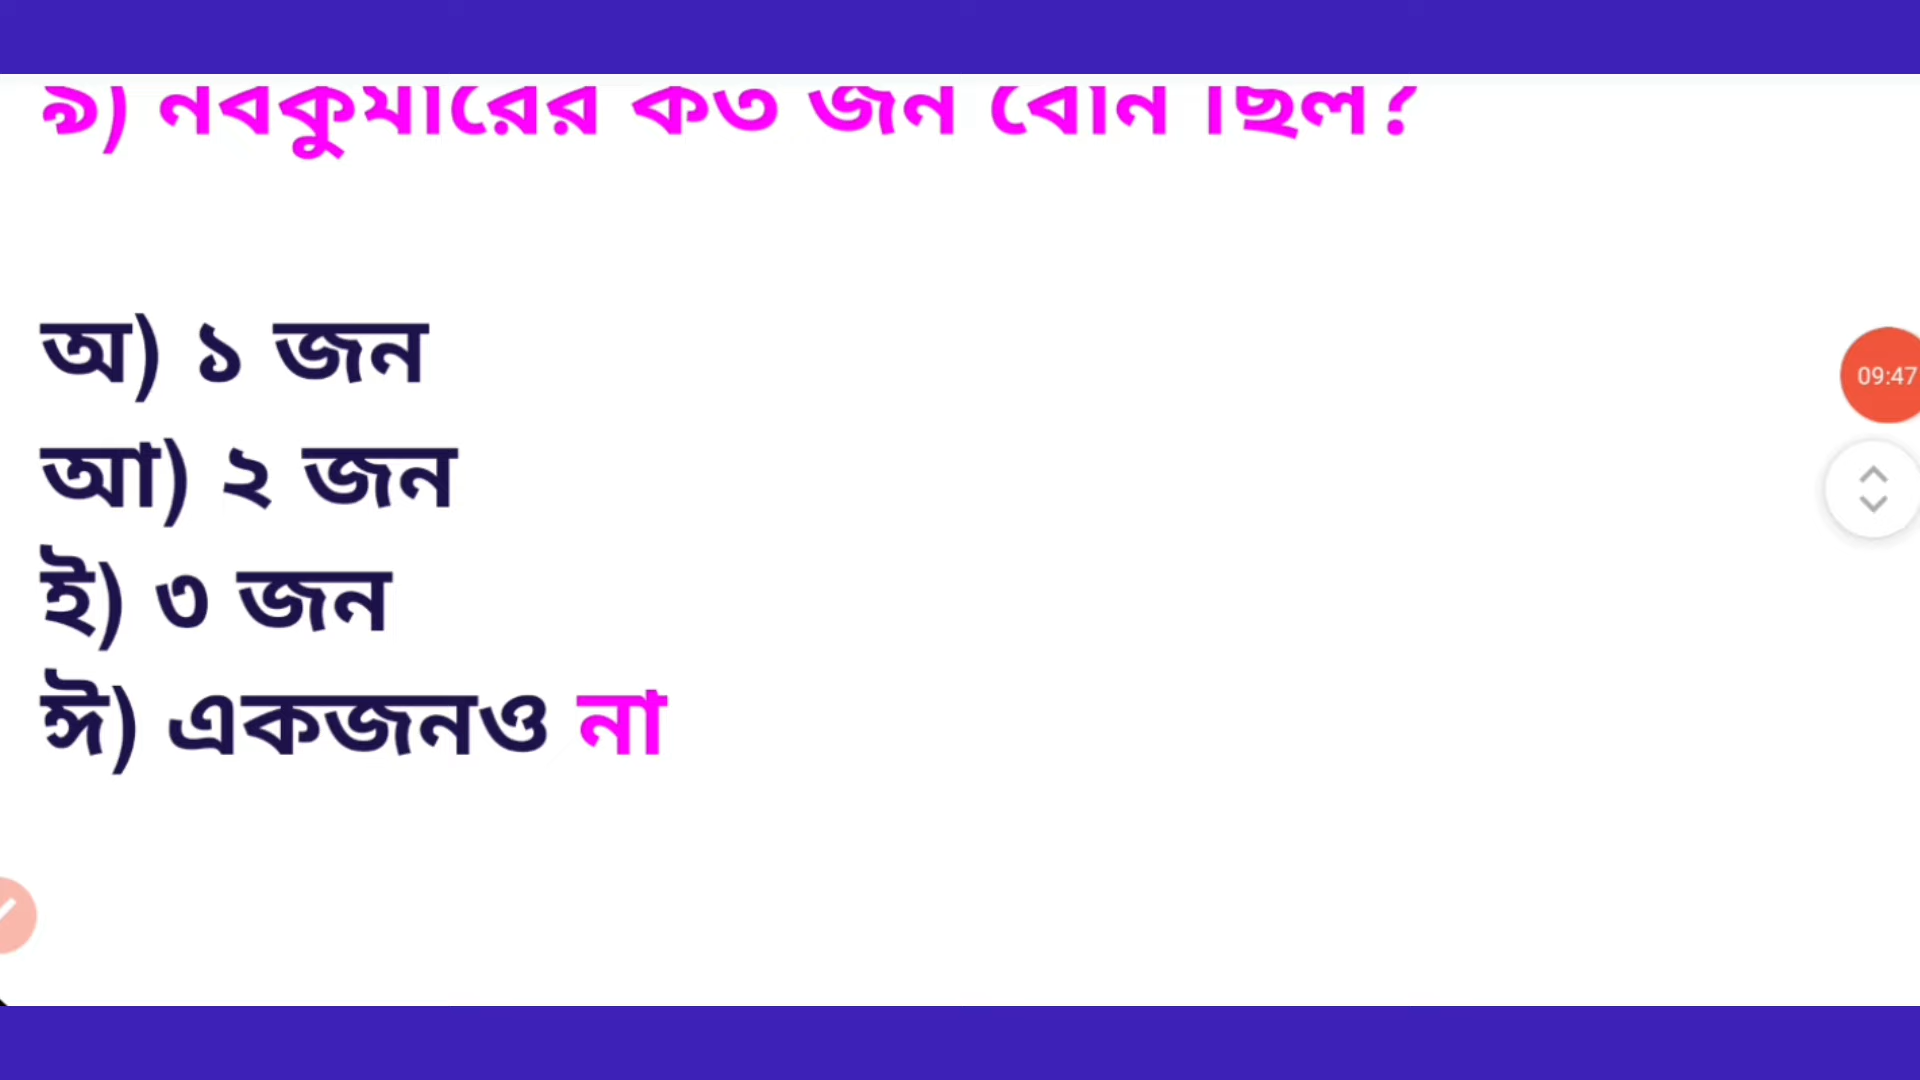 ৯) নবকুমারের কত জন বোন ছিল?
অ) ১ জন
আ) ২ জন
ই) ৩ জন
ঈ) একজনও না
09:47